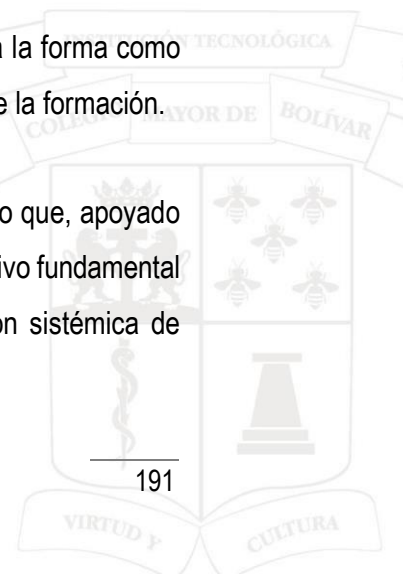 INSTITUCIÓN TECNOLÓGICA
COLEGIO MAYOR DE BOLÍVAR
a la forma como
e la formación.
o que, apoyado
ivo fundamental
ón sistémica de
191
VIRTUD Y CULTURA